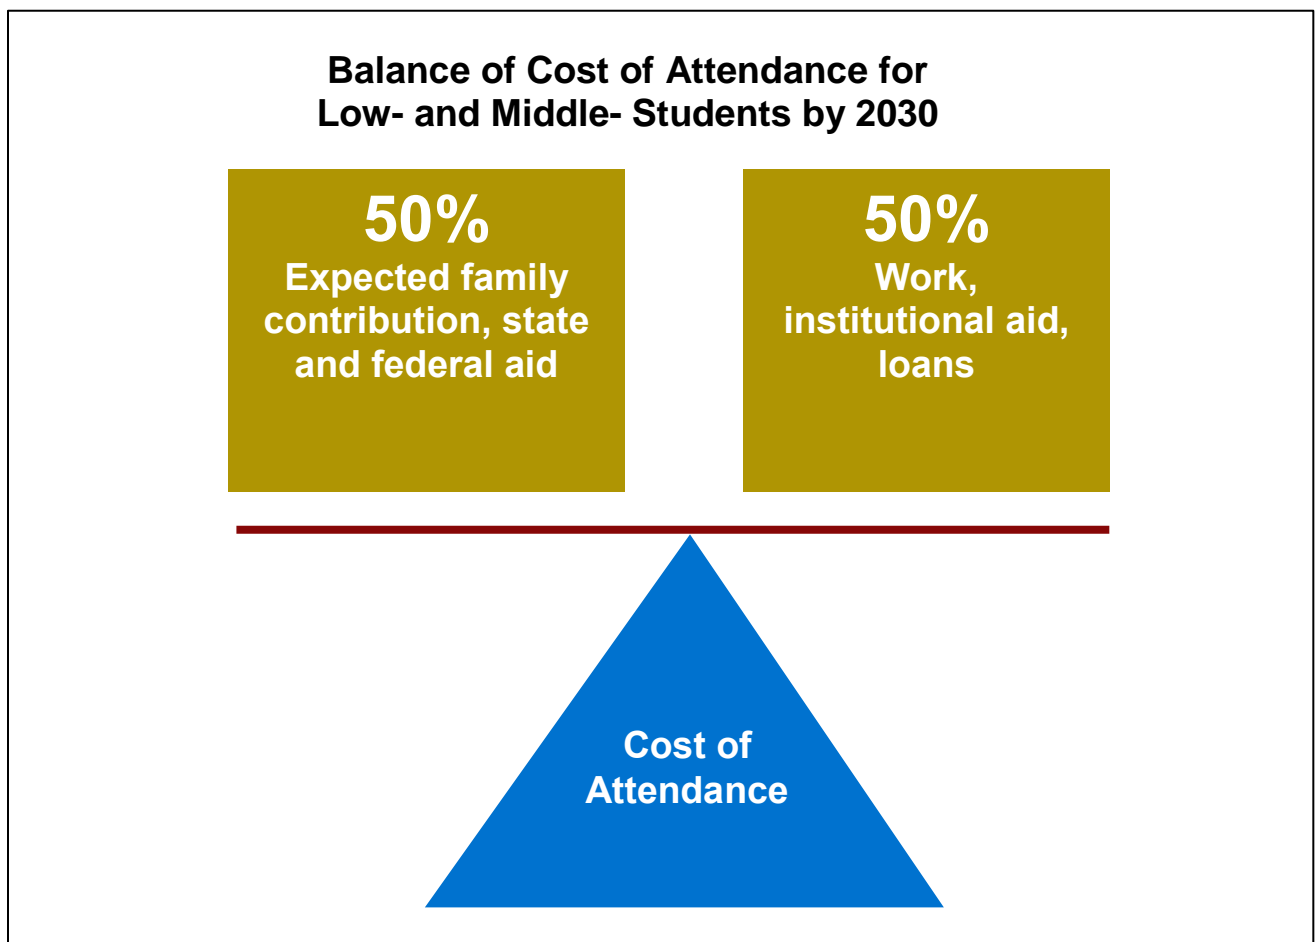 Balance of Cost of Attendance for
Low- and Middle- Students by 2030
50%
Expected family
contribution, state
and federal aid
50%
Work,
institutional aid,
loans
Cost of
Attendance